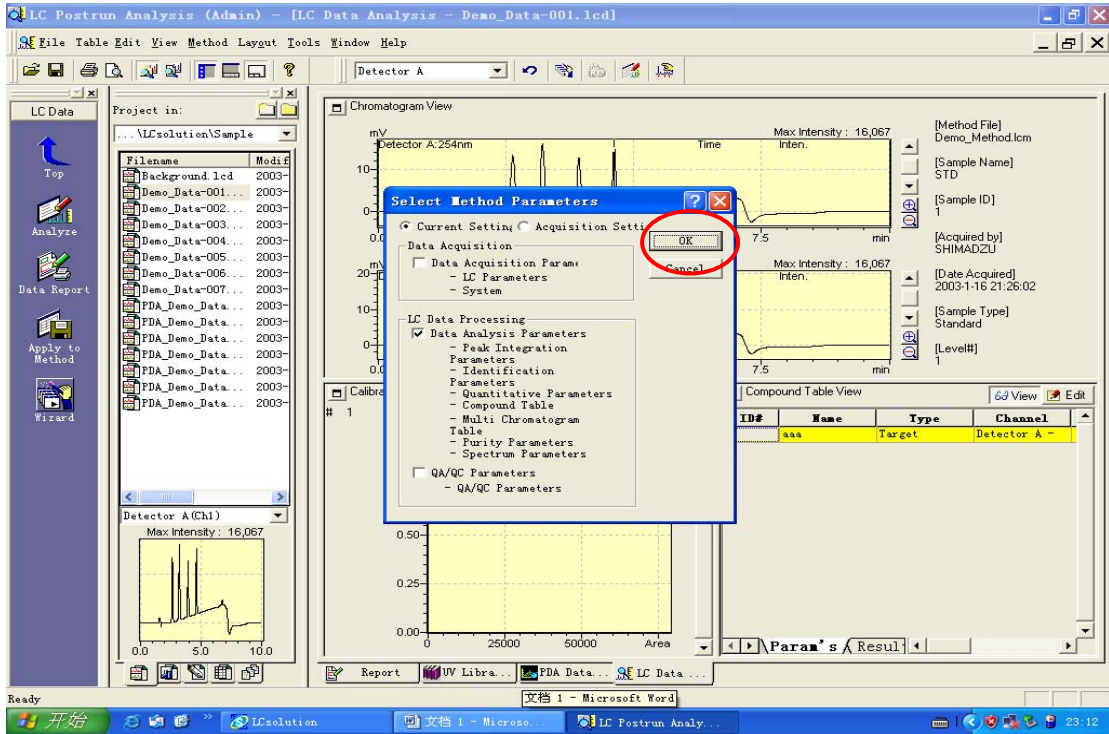 LC Postrun Analysis (Admin) - [LC Data Analysis - Demo_Data-001.lcd]
File Table Edit View Method Layout Tools Window Help
Detector A
LC Data
Top
Analyze
Data Report
Apply to
Method
Wizard
Project in:
...\LCsolution\Sample
Filename Modif
Background.lcd 2003-
Demo_Data-001... 2003-
Demo_Data-002... 2003-
Demo_Data-003... 2003-
Demo_Data-004... 2003-
Demo_Data-005... 2003-
Demo_Data-006... 2003-
Demo_Data-007... 2003-
PDA_Demo_Data... 2003-
PDA_Demo_Data... 2003-
PDA_Demo_Data... 2003-
PDA_Demo_Data... 2003-
PDA_Demo_Data... 2003-
PDA_Demo_Data... 2003-
PDA_Demo_Data... 2003-
Detector A(Ch1)
Max Intensity : 16,067
0.0 5.0 10.0
Chromatogram View
mV
Max Intensity : 16,067
Detector A:254nm Time Inten.
10-
0-
0.0 7.5 min
mV
Max Intensity : 16,067
20- Inten.
10-
0-
0.0 7.5 min
[Method File]
Demo_Method.lcm
[Sample Name]
STD
[Sample ID]
1
[Acquired by]
SHIMADZU
[Date Acquired]
2003-1-16 21:26:02
[Sample Type]
Standard
[Level#]
1
Select Method Parameters
Current Setting Acquisition Setti
OK
Cancel
Data Acquisition
Data Acquisition Parame
- LC Parameters
- System
LC Data Processing
Data Analysis Parameters
- Peak Integration
Parameters
- Identification
Parameters
- Quantitative Parameters
- Compound Table
- Multi Chromatogram
Table
- Purity Parameters
- Spectrum Parameters
QA/QC Parameters
- QA/QC Parameters
Calibra
# 1
0.50-
0.25-
0.00-
0 25000 50000 Area
Compound Table View
View Edit
ID# Name Type Channel
aaa Target Detector A -
Param's Resul
Report UV Libra... PDA Data... LC Data ...
Ready
文档 1 - Microsoft Word
开始 LCsolution 文档 1 - Microso... LC Postrun Analy... 23:12